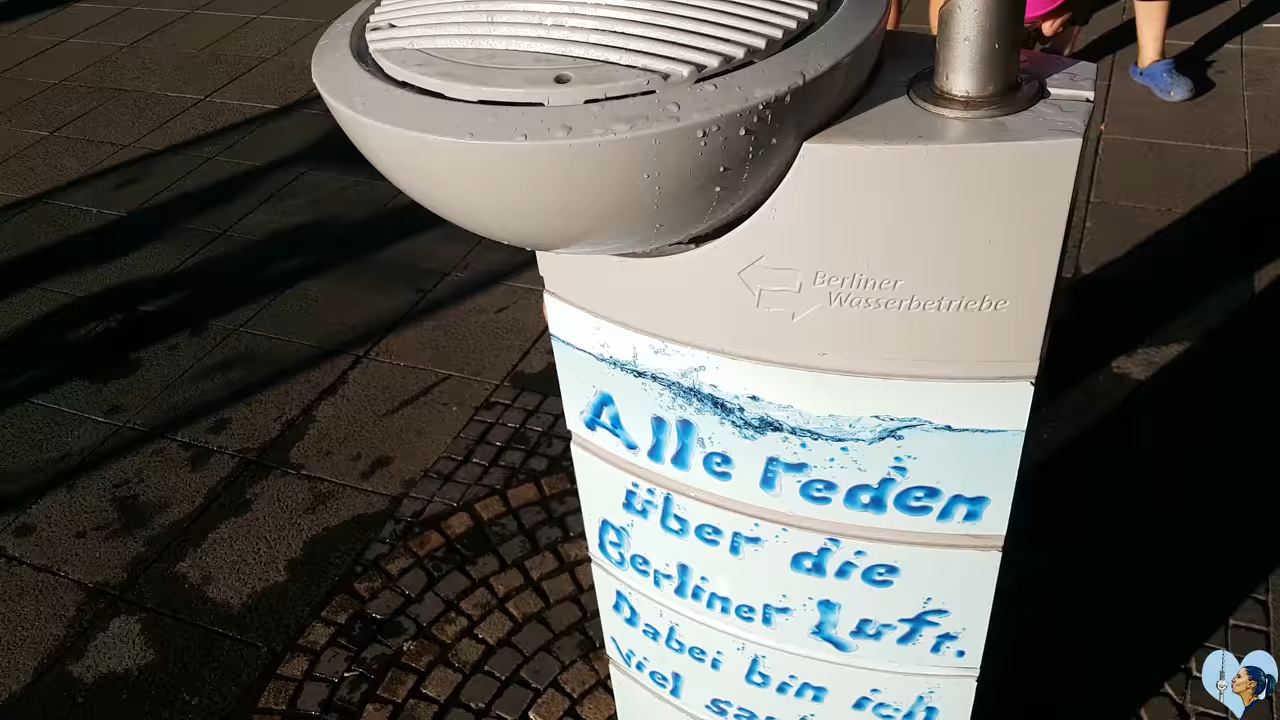 Berliner
Wasserbetriebe
Alle reden
über die
Berliner Luft.
Dabei bin ich
viel